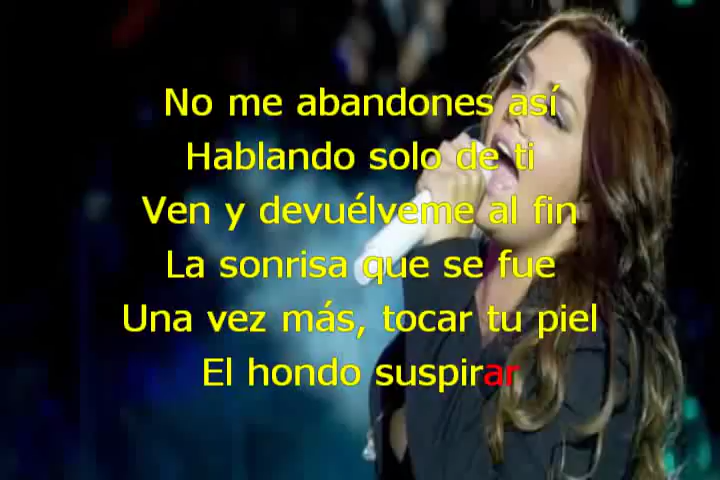 No me abandones así
Hablando solo de ti
Ven y devuélveme al fin
La sonrisa que se fue
Una vez más, tocar tu piel
El hondo suspirar